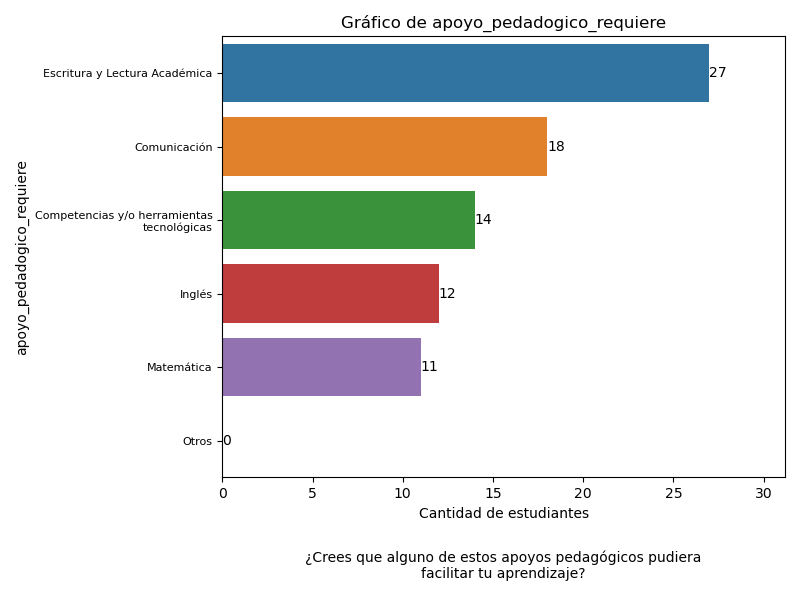 Gráfico de apoyo_pedadogico_requiere
apoyo_pedadogico_requiere
Escritura y Lectura Académica
27
Comunicación
18
Competencias y/o herramientas
tecnológicas
14
Inglés
12
Matemática
11
Otros
0
0 5 10 15 20 25 30
Cantidad de estudiantes
¿Crees que alguno de estos apoyos pedagógicos pudiera
facilitar tu aprendizaje?